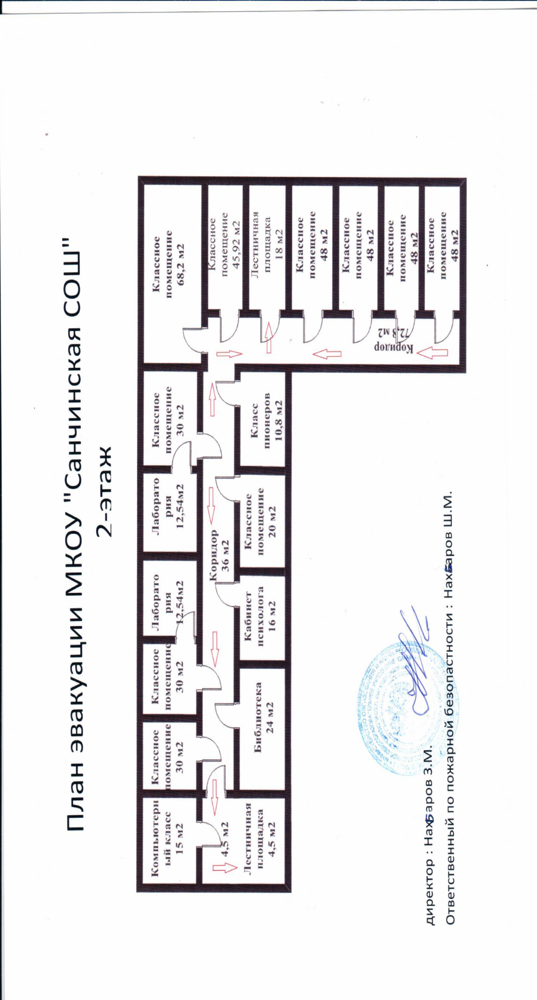 План эвакуации МКОУ "Санчинская СОШ"
2-этаж
Компьютерн
ый класс
15 м2
Классное
помещение
30 м2
Классное
помещение
30 м2
Лаборато
рия
12,54м2
Лаборато
рия
12,54м2
Классное
помещение
30 м2
Классное
помещение
68,2 м2
4,5 м2
Лестничная
площадка
4,5 м2
Коридор
36 м2
Библиотека
24 м2
Кабинет
психолога
16 м2
Классное
помещение
20 м2
Класс
пионеров
10,8 м2
Классное
помещение
45,92 м2
Лестничная
площадка
18 м2
Классное
помещение
48 м2
Классное
помещение
48 м2
Классное
помещение
48 м2
Классное
помещение
48 м2
Коридор
72,8 м2
директор : Нахбаров З.М.
Ответственный по пожарной безопастности : Нахбаров Ш.М.